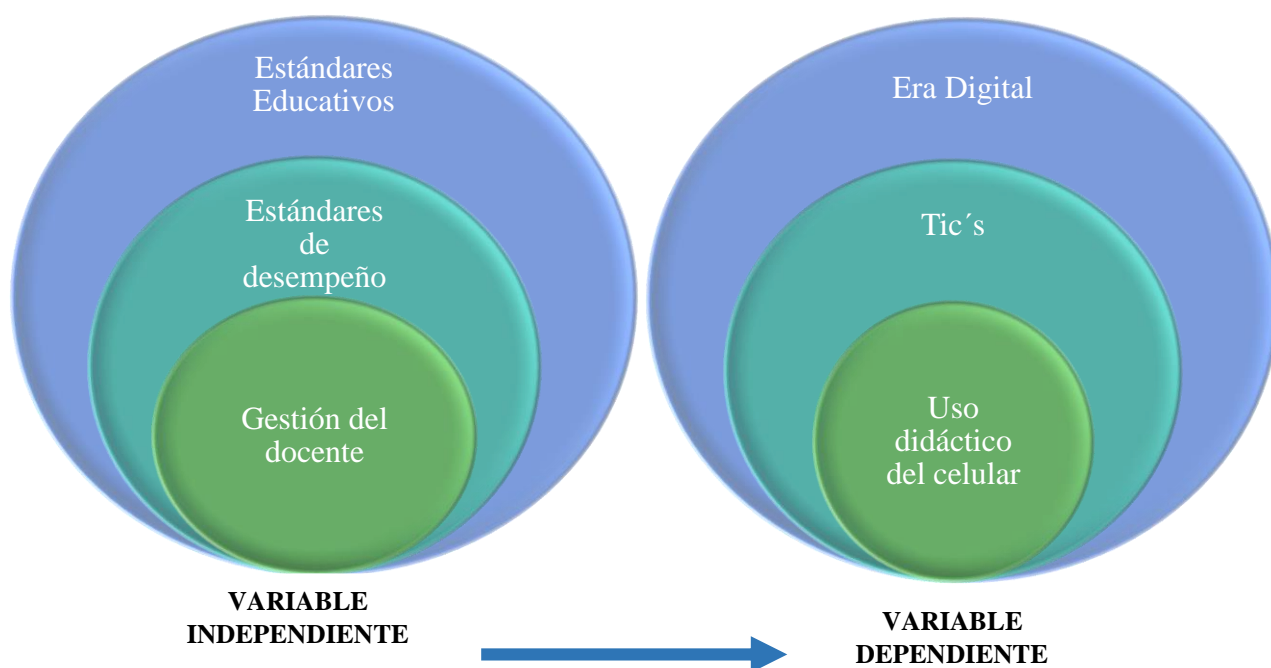 Estándares
Educativos
Estándares
de
desempeño
Gestión del
docente
VARIABLE
INDEPENDIENTE
Era Digital
Tic´s
Uso
didáctico
del celular
VARIABLE
DEPENDIENTE